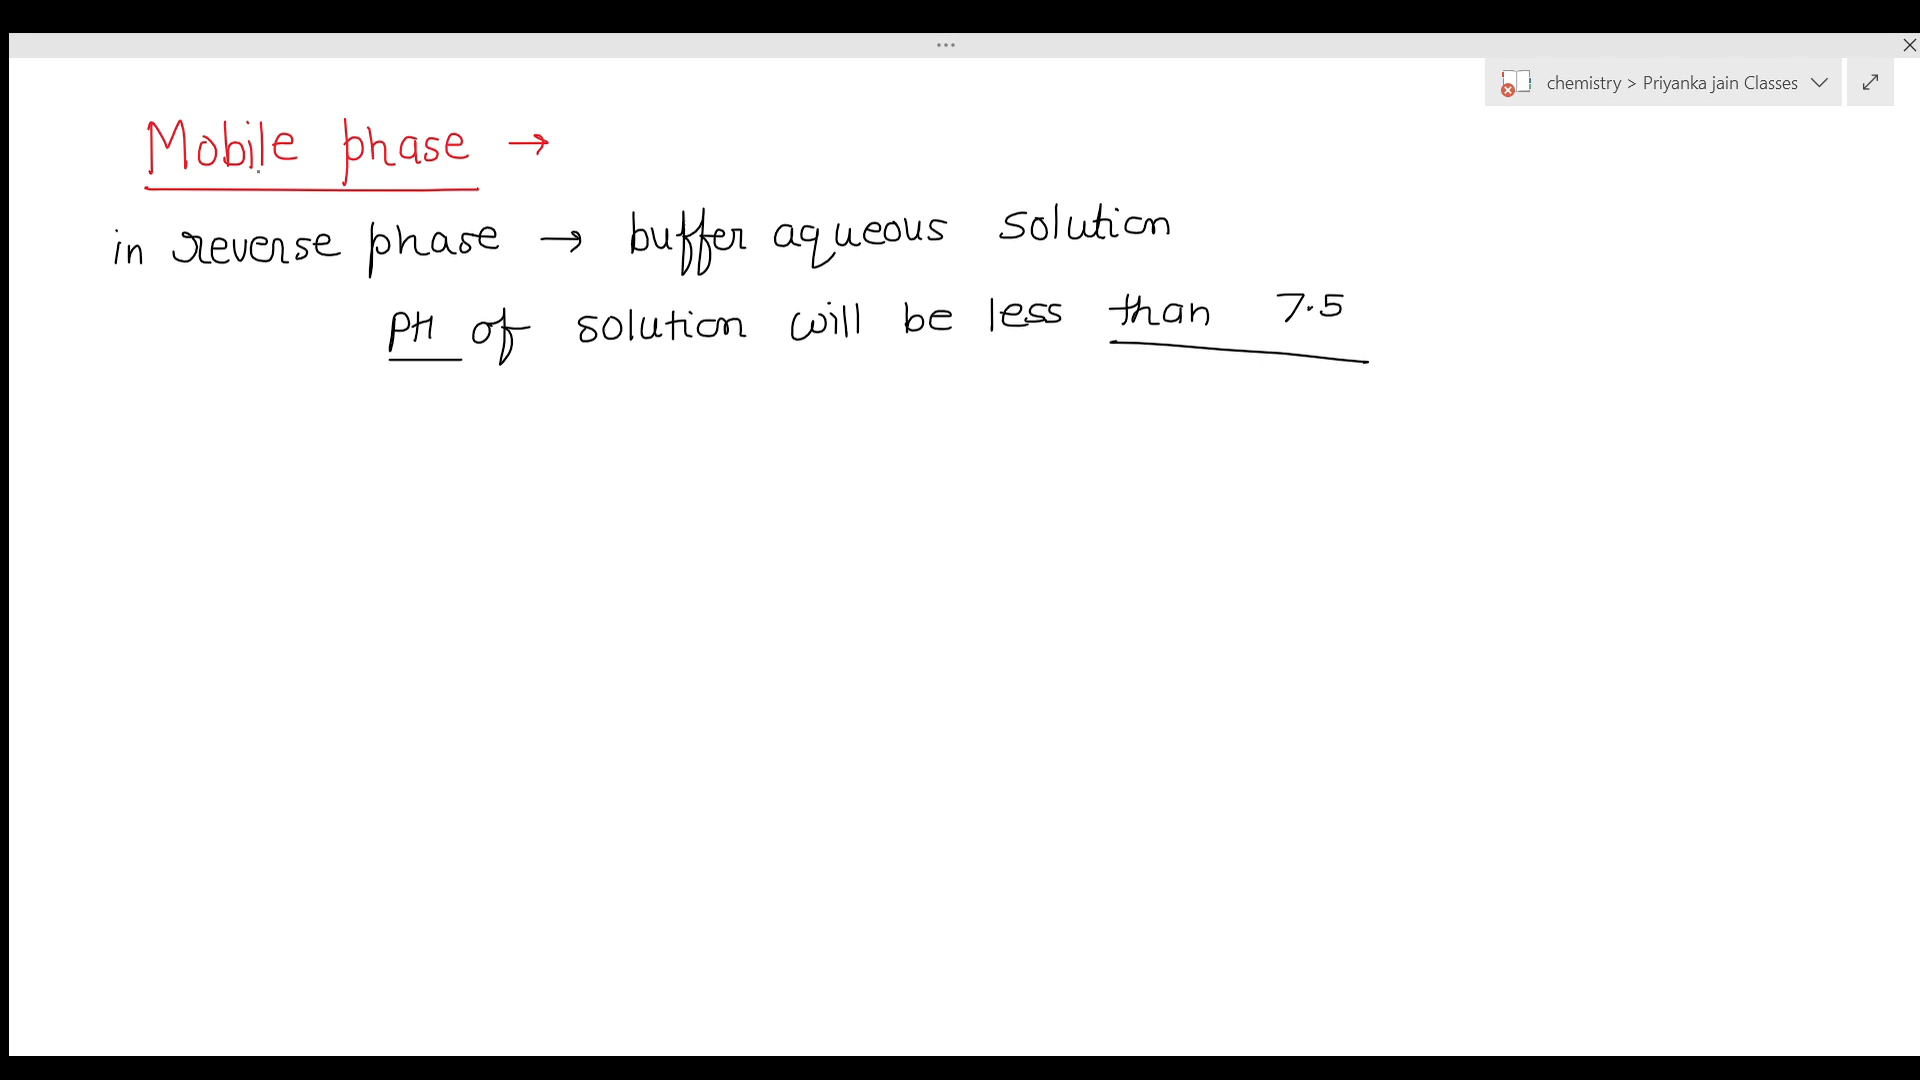 chemistry > Priyanka jain Classes
Mobile phase →
in reverse phase → buffer aqueous solution
PH of solution will be less than 7.5